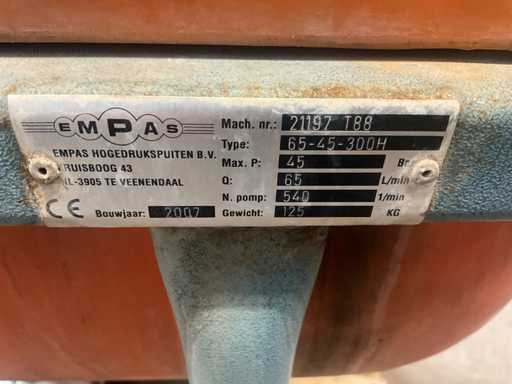 EMPAS
EMPAS HOGEDRUKSPUITEN B.V.
KRUISBOOG 43
NL-3905 TE VEENENDAAL
CE Bouwjaar: 2007
Mach. nr.: 21197 T88
Type: 65-45-300H
Max. P: 45 Bar
Q: 65 L/min
N. pomp: 540 1/min
Gewicht: 125 KG